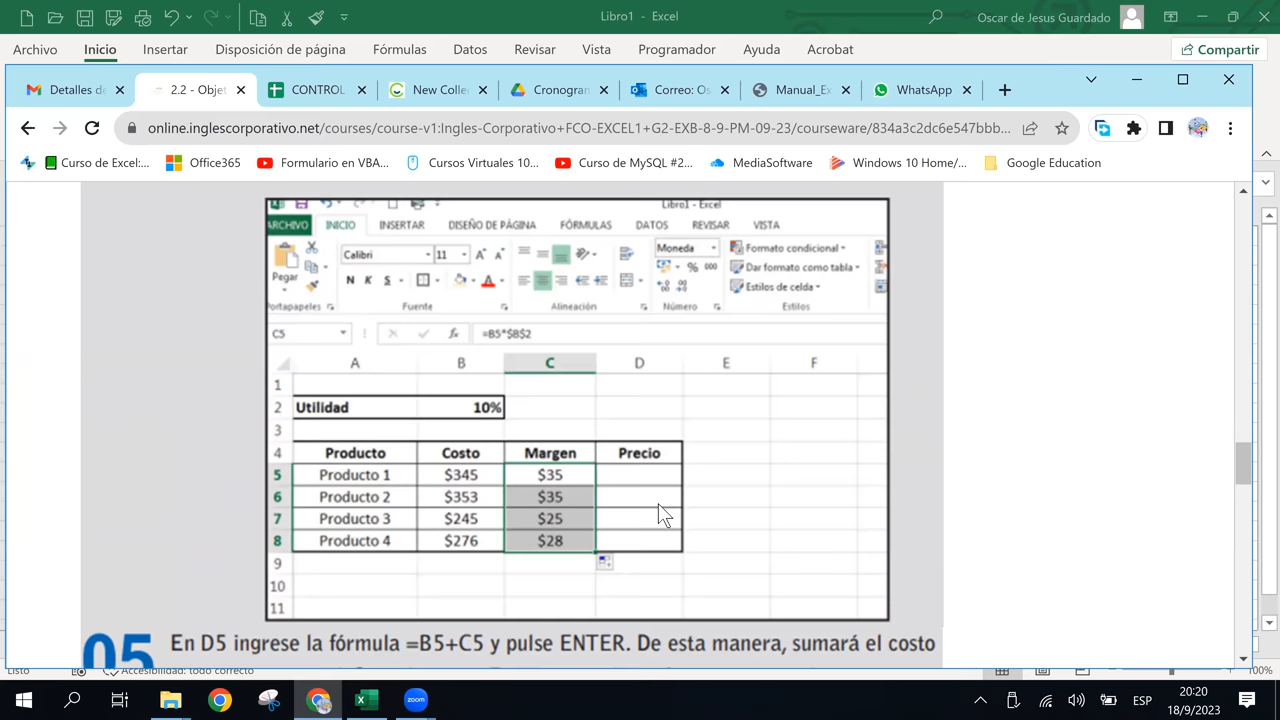 Libro1 - Excel
Oscar de Jesus Guardado
Archivo Inicio Insertar Disposición de página Fórmulas Datos Revisar Vista Programador Ayuda Acrobat Compartir
Detalles de 2.2 - Objet CONTROL New Colle Cronogran Correo: Os Manual_Ex WhatsApp
online.inglescorporativo.net/courses/course-v1:Ingles-Corporativo+FCO-EXCEL1+G2-EXB-8-9-PM-09-23/courseware/834a3c2dc6e547bbb...
Curso de Excel:... Office365 Formulario en VBA... Cursos Virtuales 10... Curso de MySQL #2... MediaSoftware Windows 10 Home/... Google Education
Libro1 - Excel
ARCHIVO INICIO INSERTAR DISEÑO DE PÁGINA FÓRMULAS DATOS REVISAR VISTA
Calibri 11 Moneda Formato condicional
Dar formato como tabla
Pegar N K S % 000 Estilos de celda
Portapapeles Fuente Alineación Número Estilos
C5 fx =B5*$B$2
A B C D E F
1
2 Utilidad 10%
3
4 Producto Costo Margen Precio
5 Producto 1 $345 $35
6 Producto 2 $353 $35
7 Producto 3 $245 $25
8 Producto 4 $276 $28
9
10
11
05 En D5 ingrese la fórmula =B5+C5 y pulse ENTER. De esta manera, sumará el costo
Listo Accesibilidad: todo correcto 100%
zoom ESP 20:20
18/9/2023